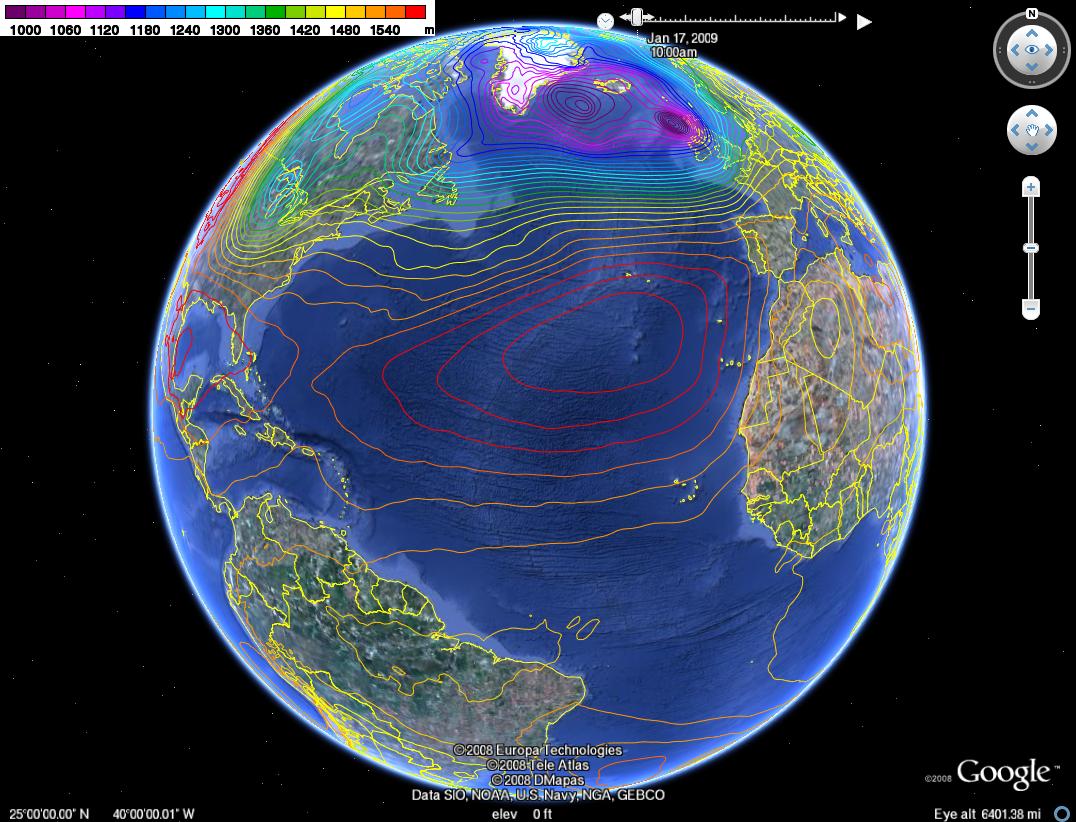 1000 1060 1120 1180 1240 1300 1360 1420 1480 1540 m
Jan 17, 2009
10:00am
N
©2008 Europa Technologies
©2008 Tele Atlas
©2008 DMapas
Data SIO, NOAA, U.S. Navy, NGA, GEBCO
©2008 Google™
25°00'00.00" N 40°00'00.01" W elev 0 ft Eye alt 6401.38 mi